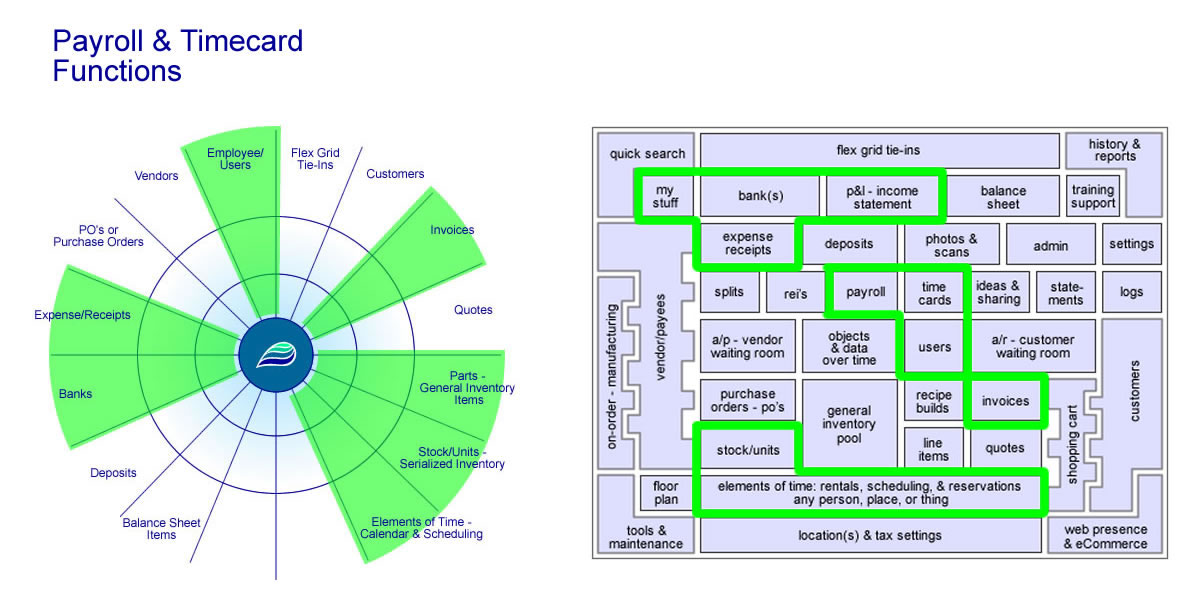 Payroll & Timecard
Functions
Employee/
Users
Flex Grid
Tie-Ins
Vendors
Customers
PO's or
Purchase Orders
Invoices
Expense/Receipts
Quotes
Banks
Parts -
General Inventory
Items
Deposits
Stock/Units -
Serialized Inventory
Balance Sheet
Items
Elements of Time -
Calendar & Scheduling
quick search
flex grid tie-ins
history &
reports
my
stuff
bank(s)
p&l - income
statement
balance
sheet
training
support
expense
receipts
deposits
photos &
scans
admin
settings
splits
rei's
payroll
time
cards
ideas &
sharing
state-
ments
logs
on-order - manufacturing
vendor/payees
a/p - vendor
waiting room
objects
& data
over time
users
a/r - customer
waiting room
customers
purchase
orders - po's
general
inventory
pool
recipe
builds
invoices
shopping cart
stock/units
line
items
quotes
floor
plan
elements of time: rentals, scheduling, & reservations
any person, place, or thing
tools &
maintenance
location(s) & tax settings
web presence
& eCommerce